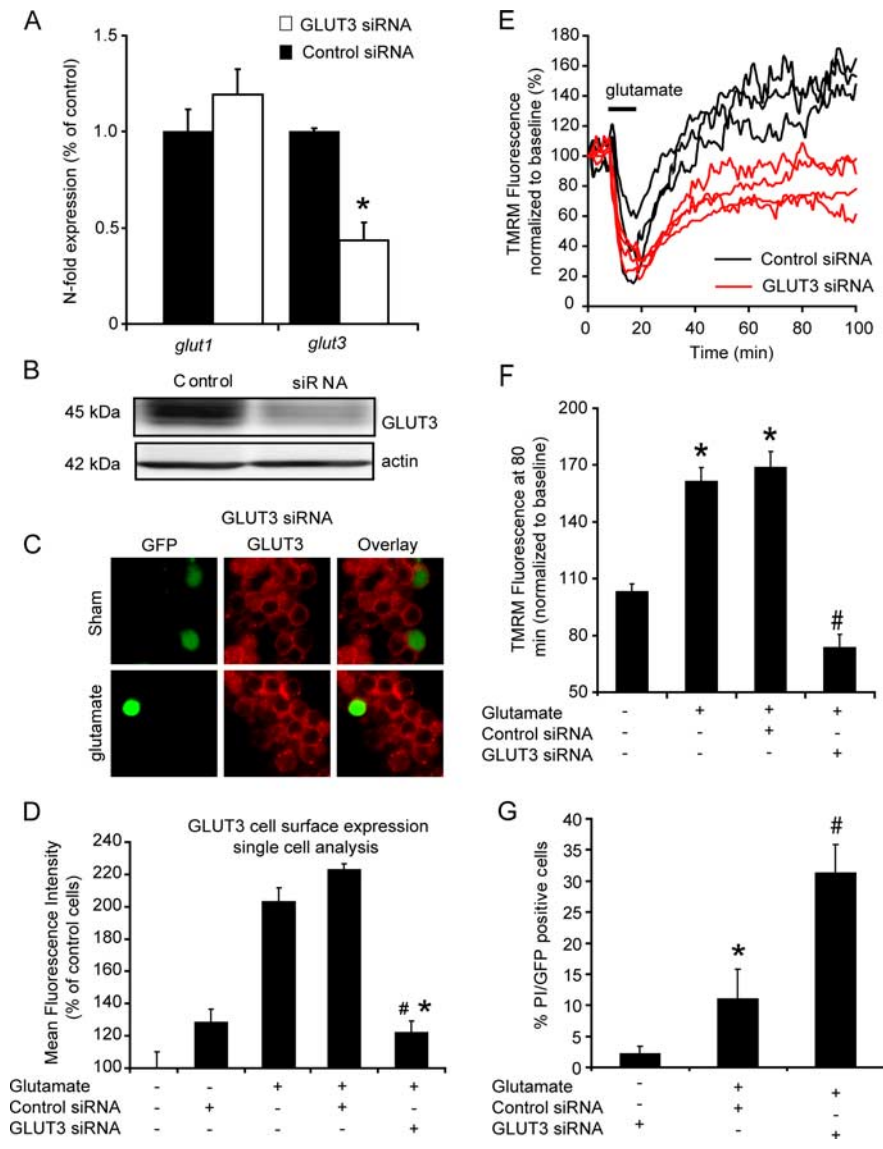 A
GLUT3 siRNA
Control siRNA
N-fold expression (% of control)
1.5
1.0
0.5
0
*
glut1
glut3
B
Control
siRNA
45 kDa
GLUT3
42 kDa
actin
C
GLUT3 siRNA
GFP
GLUT3
Overlay
Sham
glutamate
D
GLUT3 cell surface expression
single cell analysis
Mean Fluorescence Intensity
(% of control cells)
240
220
200
180
160
140
120
100
# *
Glutamate - - + + +
Control siRNA - + - + -
GLUT3 siRNA - - - - +
E
TMRM Fluorescence
normalized to baseline (%)
180
160
140
120
100
80
60
40
20
0
glutamate
Control siRNA
GLUT3 siRNA
0 20 40 60 80 100
Time (min)
F
TMRM Fluorescence at 80
min (normalized to baseline)
200
170
140
110
80
50
*
*
#
Glutamate - + + +
Control siRNA - - + -
GLUT3 siRNA - - - +
G
% PI/GFP positive cells
40
35
30
25
20
15
10
5
0
*
#
Glutamate - + +
Control siRNA - + -
GLUT3 siRNA + - +